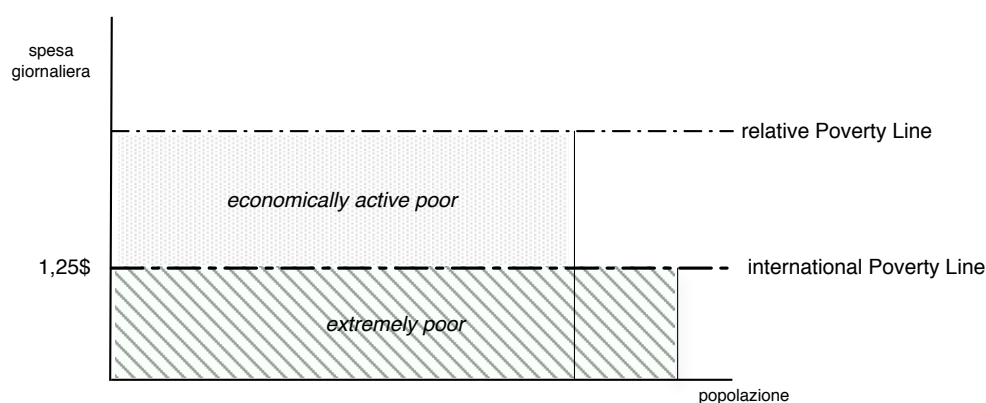 spesa
giornaliera
relative Poverty Line
economically active poor
1,25$
international Poverty Line
extremely poor
popolazione